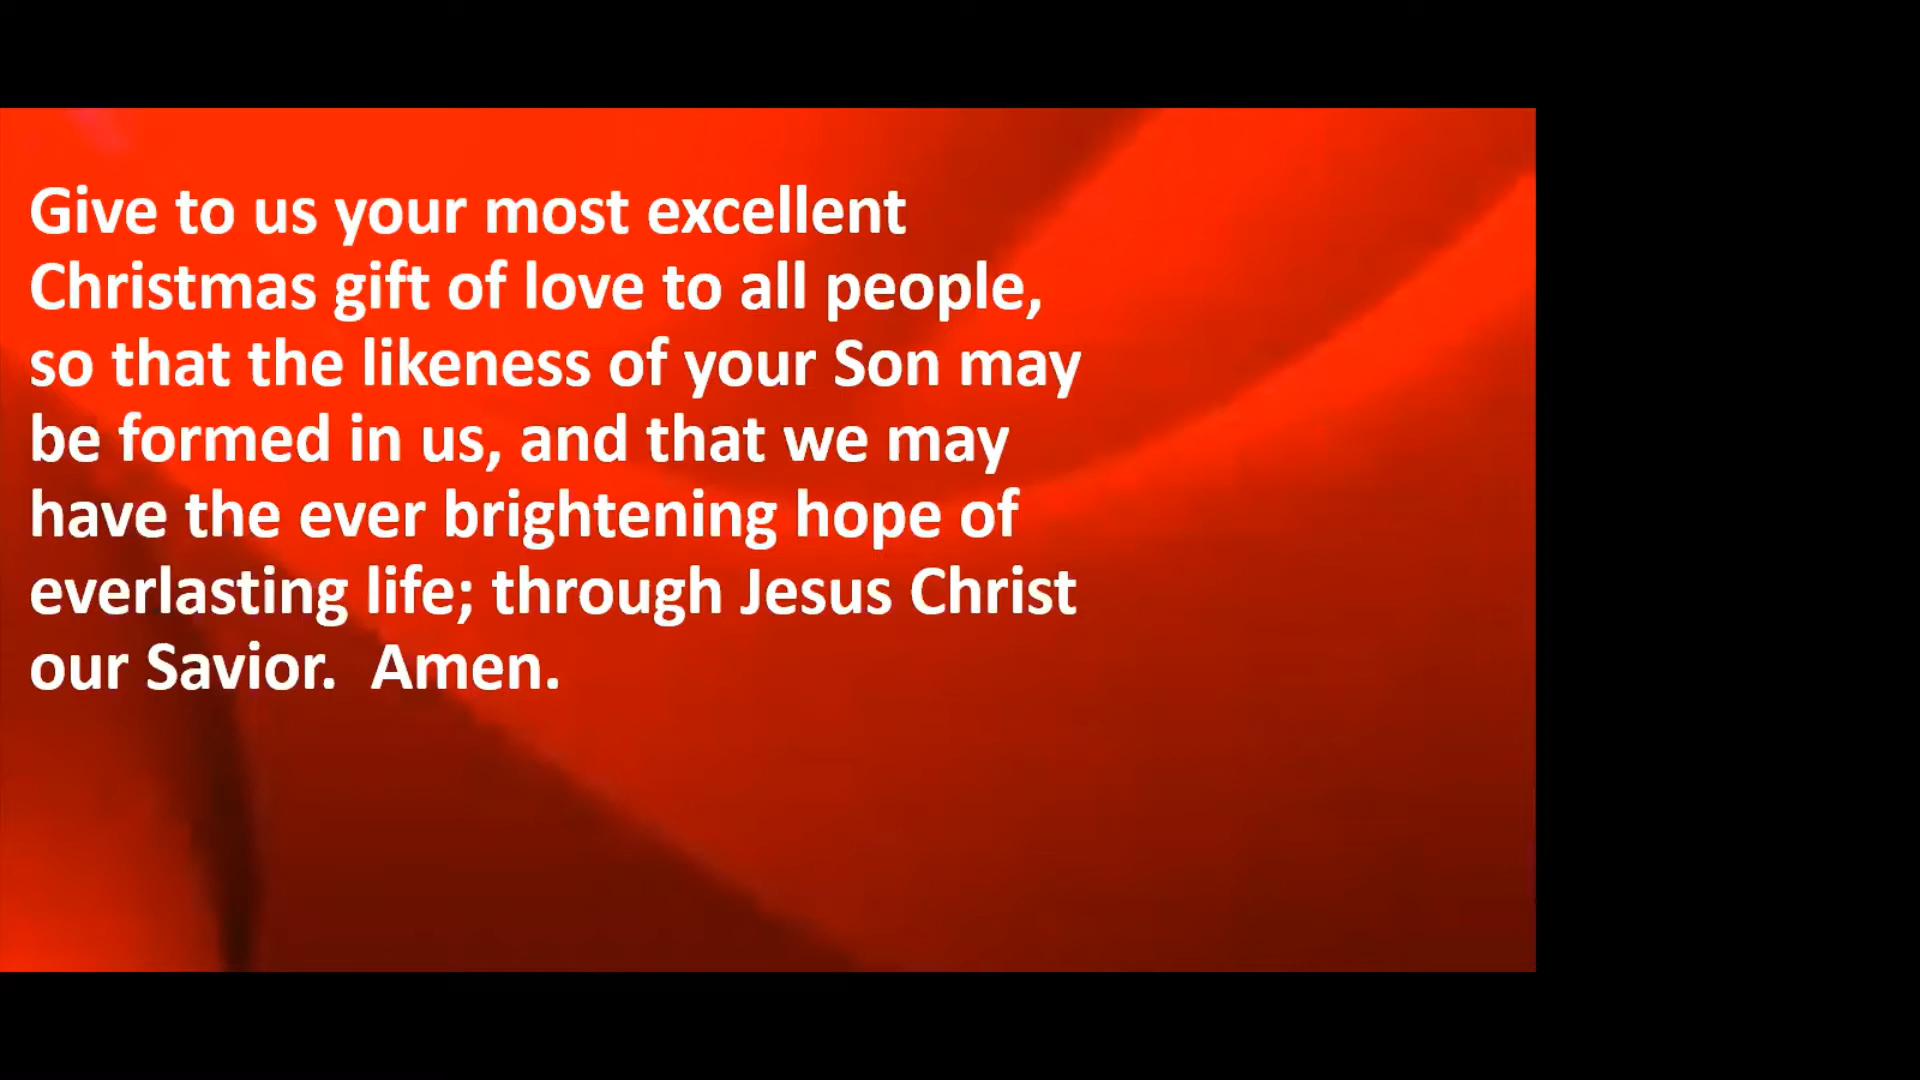 Give to us your most excellent
Christmas gift of love to all people,
so that the likeness of your Son may
be formed in us, and that we may
have the ever brightening hope of
everlasting life; through Jesus Christ
our Savior.  Amen.